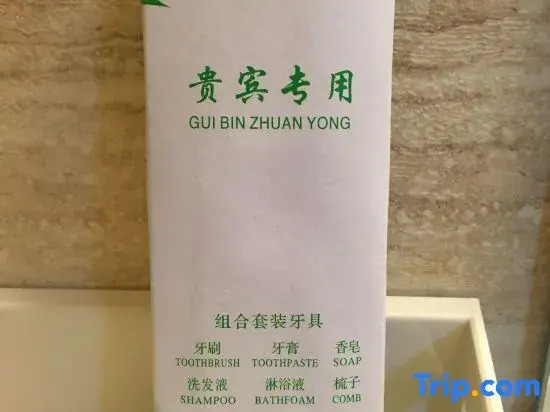 贵宾专用
GUI BIN ZHUAN YONG
组合套装牙具
牙刷 牙膏 香皂
TOOTHBRUSH TOOTHPASTE SOAP
洗发液 淋浴液 梳子
SHAMPOO BATHFOAM COMB
Trip.com